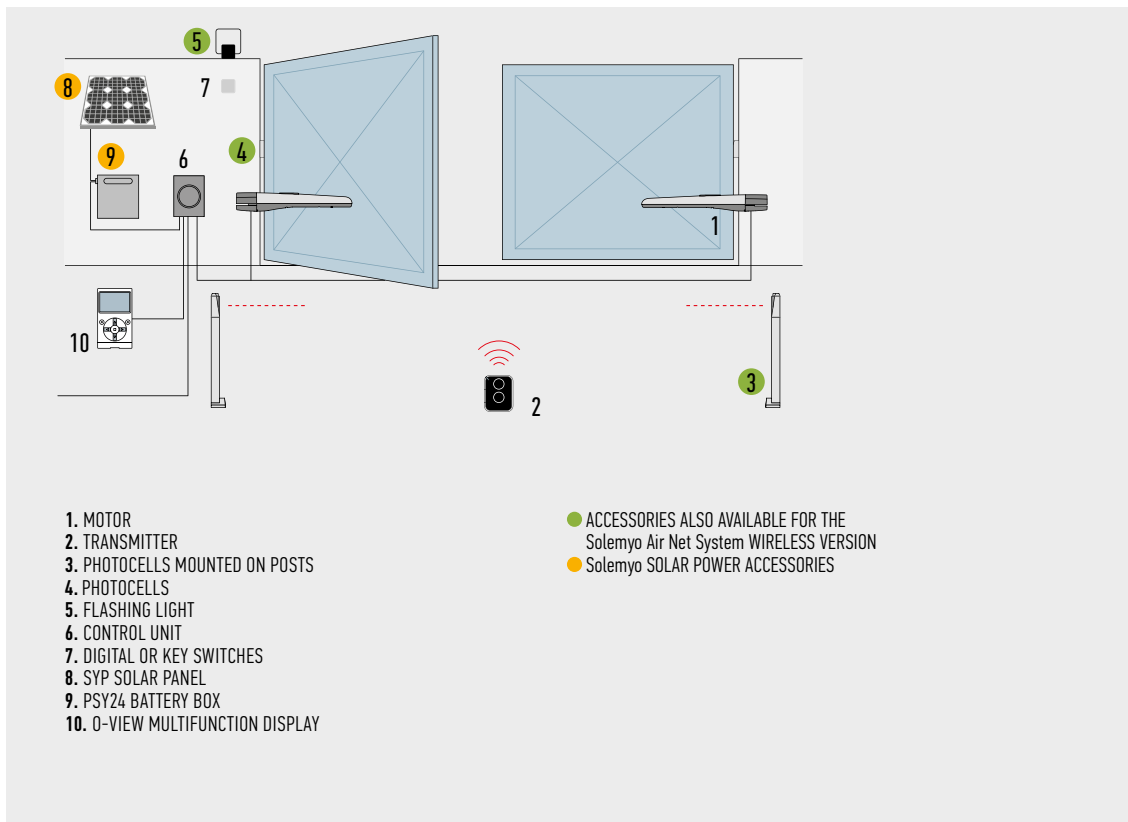 5
8
7
4
9
6
1
10
3
2
1. MOTOR
2. TRANSMITTER
3. PHOTOCELLS MOUNTED ON POSTS
4. PHOTOCELLS
5. FLASHING LIGHT
6. CONTROL UNIT
7. DIGITAL OR KEY SWITCHES
8. SYP SOLAR PANEL
9. PSY24 BATTERY BOX
10. O-VIEW MULTIFUNCTION DISPLAY
ACCESSORIES ALSO AVAILABLE FOR THE
Solemyo Air Net System WIRELESS VERSION
Solemyo SOLAR POWER ACCESSORIES